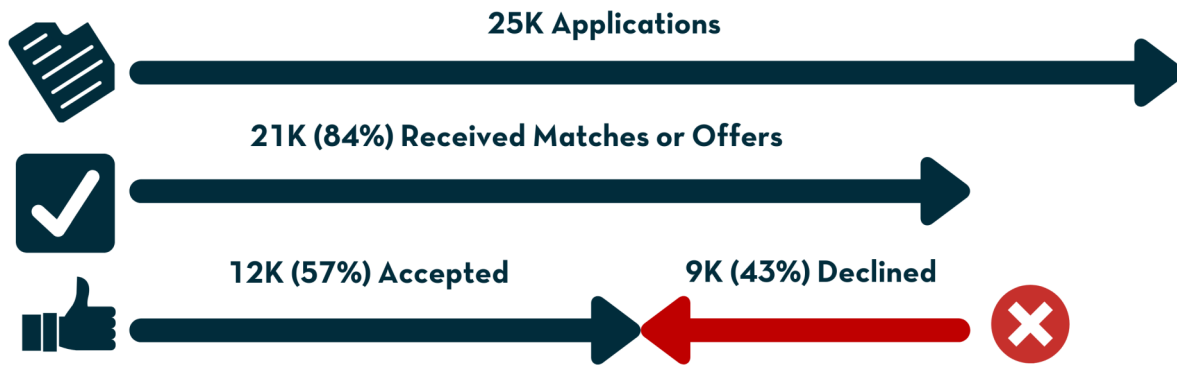 25K Applications
21K (84%) Received Matches or Offers
12K (57%) Accepted
9K (43%) Declined